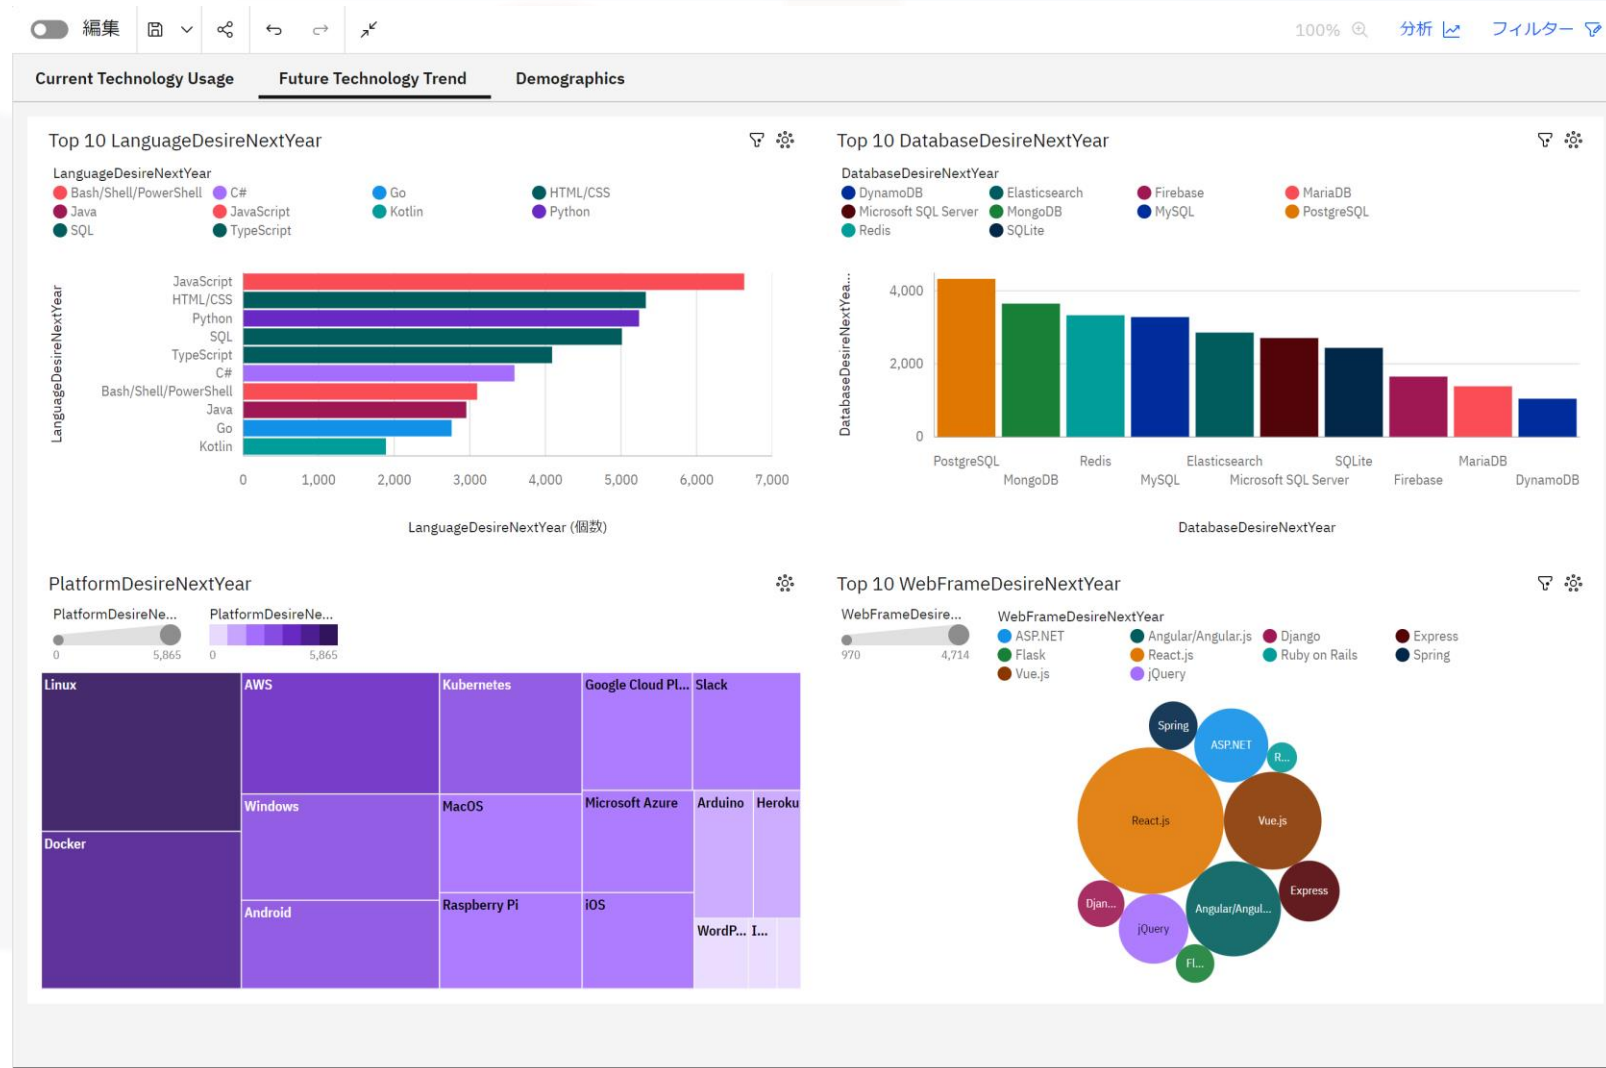 編集
100%
分析
フィルター
Current Technology Usage
Future Technology Trend
Demographics
Top 10 LanguageDesireNextYear
LanguageDesireNextYear
Bash/Shell/PowerShell C# Go HTML/CSS
Java JavaScript Kotlin Python
SQL TypeScript
LanguageDesireNextYear
JavaScript
HTML/CSS
Python
SQL
TypeScript
C#
Bash/Shell/PowerShell
Java
Go
Kotlin
0 1,000 2,000 3,000 4,000 5,000 6,000 7,000
LanguageDesireNextYear (個数)
Top 10 DatabaseDesireNextYear
DatabaseDesireNextYear
DynamoDB Elasticsearch Firebase MariaDB
Microsoft SQL Server MongoDB MySQL PostgreSQL
Redis SQLite
DatabaseDesireNextYea...
4,000
2,000
0
PostgreSQL Redis Elasticsearch SQLite MariaDB
MongoDB MySQL Microsoft SQL Server Firebase DynamoDB
DatabaseDesireNextYear
PlatformDesireNextYear
PlatformDesireNe... PlatformDesireNe...
0 5,865 0 5,865
Linux AWS Kubernetes Google Cloud Pl... Slack
Windows MacOS Microsoft Azure Arduino Heroku
Docker
Android Raspberry Pi iOS
WordP... I...
Top 10 WebFrameDesireNextYear
WebFrameDesire...
970 4,714
WebFrameDesireNextYear
ASP.NET Angular/Angular.js Django Express
Flask React.js Ruby on Rails Spring
Vue.js jQuery
Spring
ASP.NET
R...
React.js
Vue.js
Express
Djan...
Angular/Angul...
jQuery
Fl...